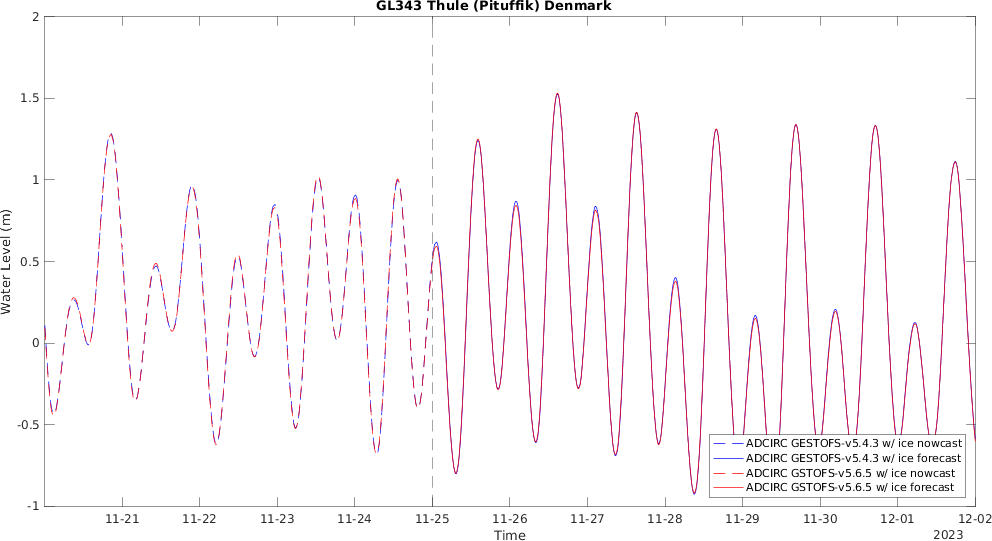 GL343 Thule (Pituffik) Denmark
2
1.5
1
0.5
0
-0.5
-1
Water Level (m)
11-21 11-22 11-23 11-24 11-25 11-26 11-27 11-28 11-29 11-30 12-01 12-02
Time
2023
ADCIRC GESTOFS-v5.4.3 w/ ice nowcast
ADCIRC GESTOFS-v5.4.3 w/ ice forecast
ADCIRC GSTOFS-v5.6.5 w/ ice nowcast
ADCIRC GSTOFS-v5.6.5 w/ ice forecast